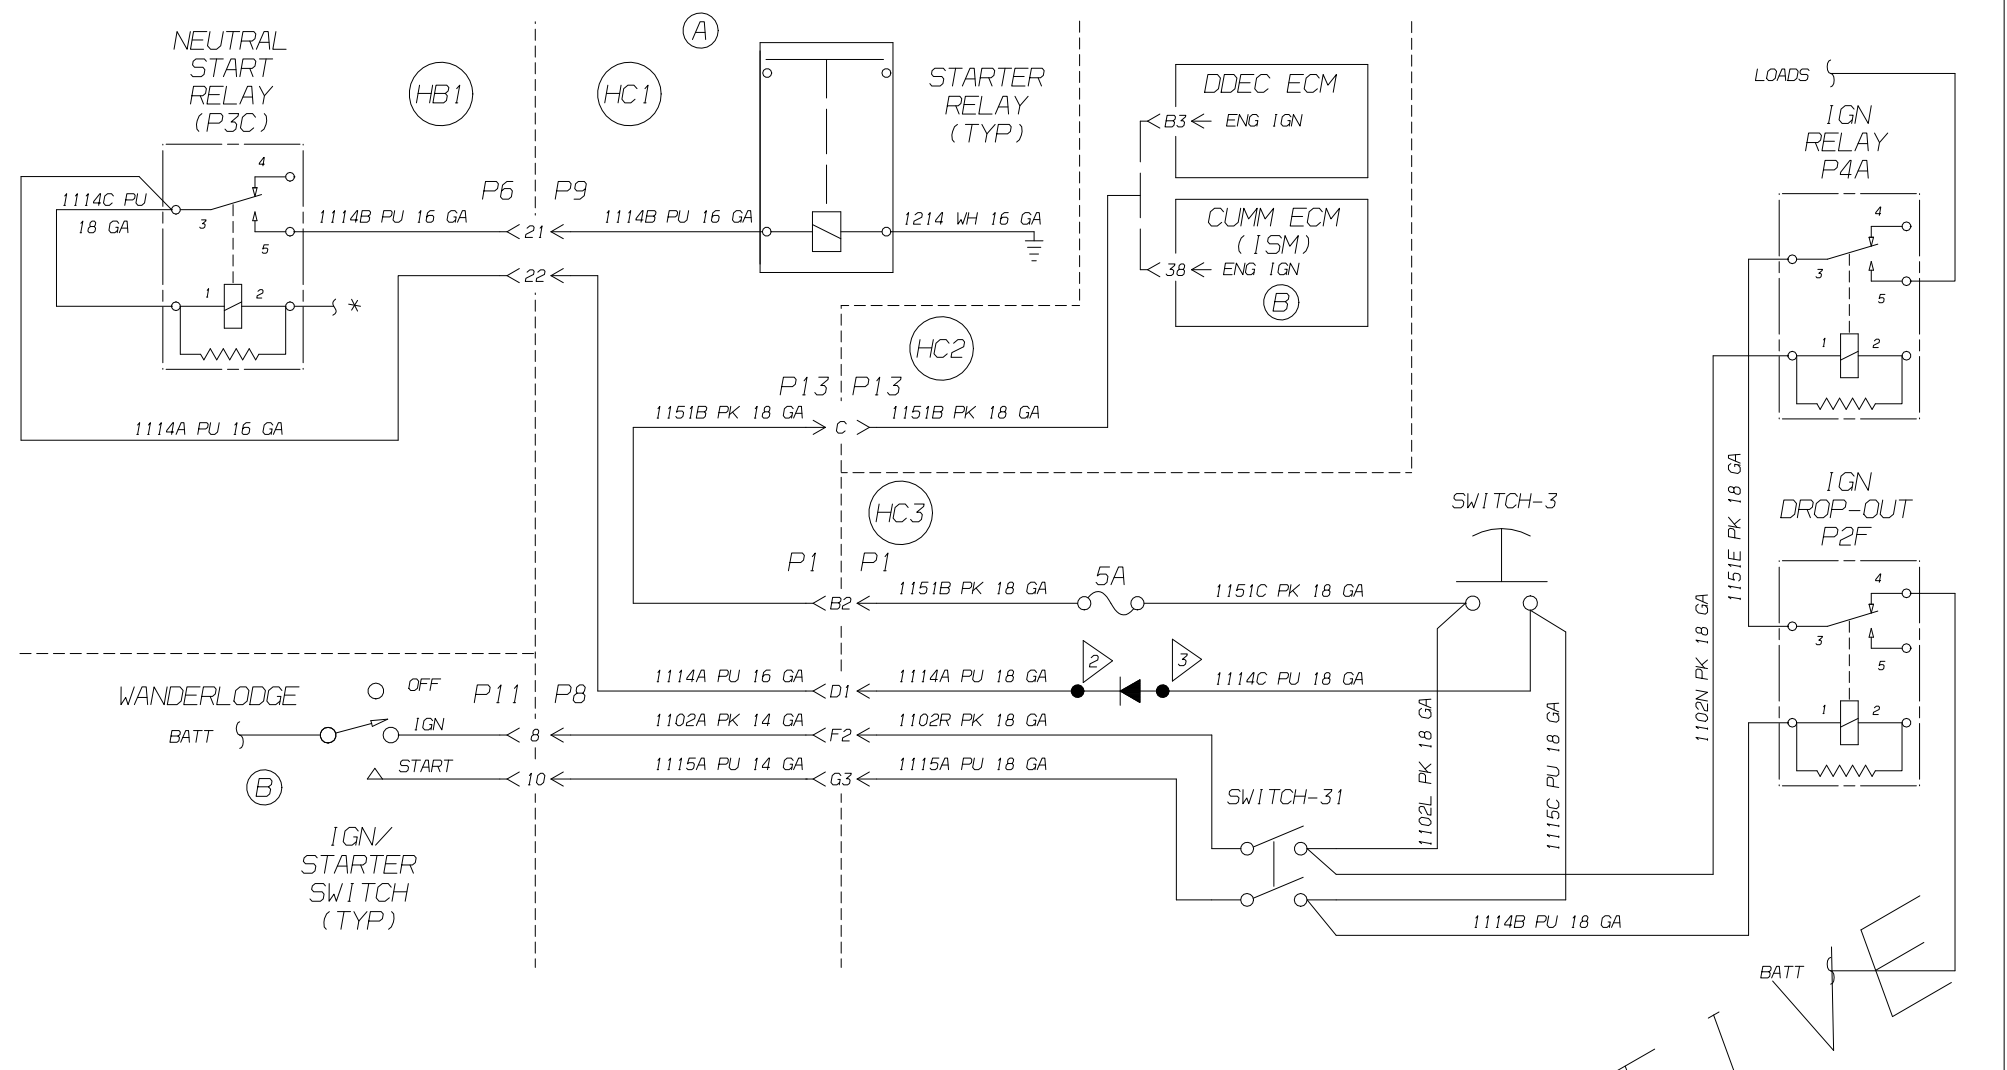 NEUTRAL
START
RELAY
(P3C)
HB1
HC1
A
STARTER
RELAY
(TYP)
DDEC ECM
B3 ENG IGN
CUMM ECM
(ISM)
38 ENG IGN
B
LOADS
IGN
RELAY
P4A
4
3
5
1 2
1114C PU
18 GA
4
3
5
1 2
*
1114B PU 16 GA
P6 P9
21
22
1114B PU 16 GA
1214 WH 16 GA
1114A PU 16 GA
HC2
P13 P13
1151B PK 18 GA
C
1151B PK 18 GA
HC3
P1 P1
B2
1151B PK 18 GA
5A
1151C PK 18 GA
SWITCH-3
1151E PK 18 GA
1102N PK 18 GA
IGN
DROP-OUT
P2F
4
3
5
1 2
WANDERLODGE
OFF
BATT
IGN
START
B
IGN/
STARTER
SWITCH
(TYP)
P11 P8
8
10
1114A PU 16 GA
D1
1114A PU 18 GA
2
3
1114C PU 18 GA
1102A PK 14 GA
F2
1102R PK 18 GA
1115A PU 14 GA
G3
1115A PU 18 GA
SWITCH-31
1102L PK 18 GA
1115C PU 18 GA
1114B PU 18 GA
BATT